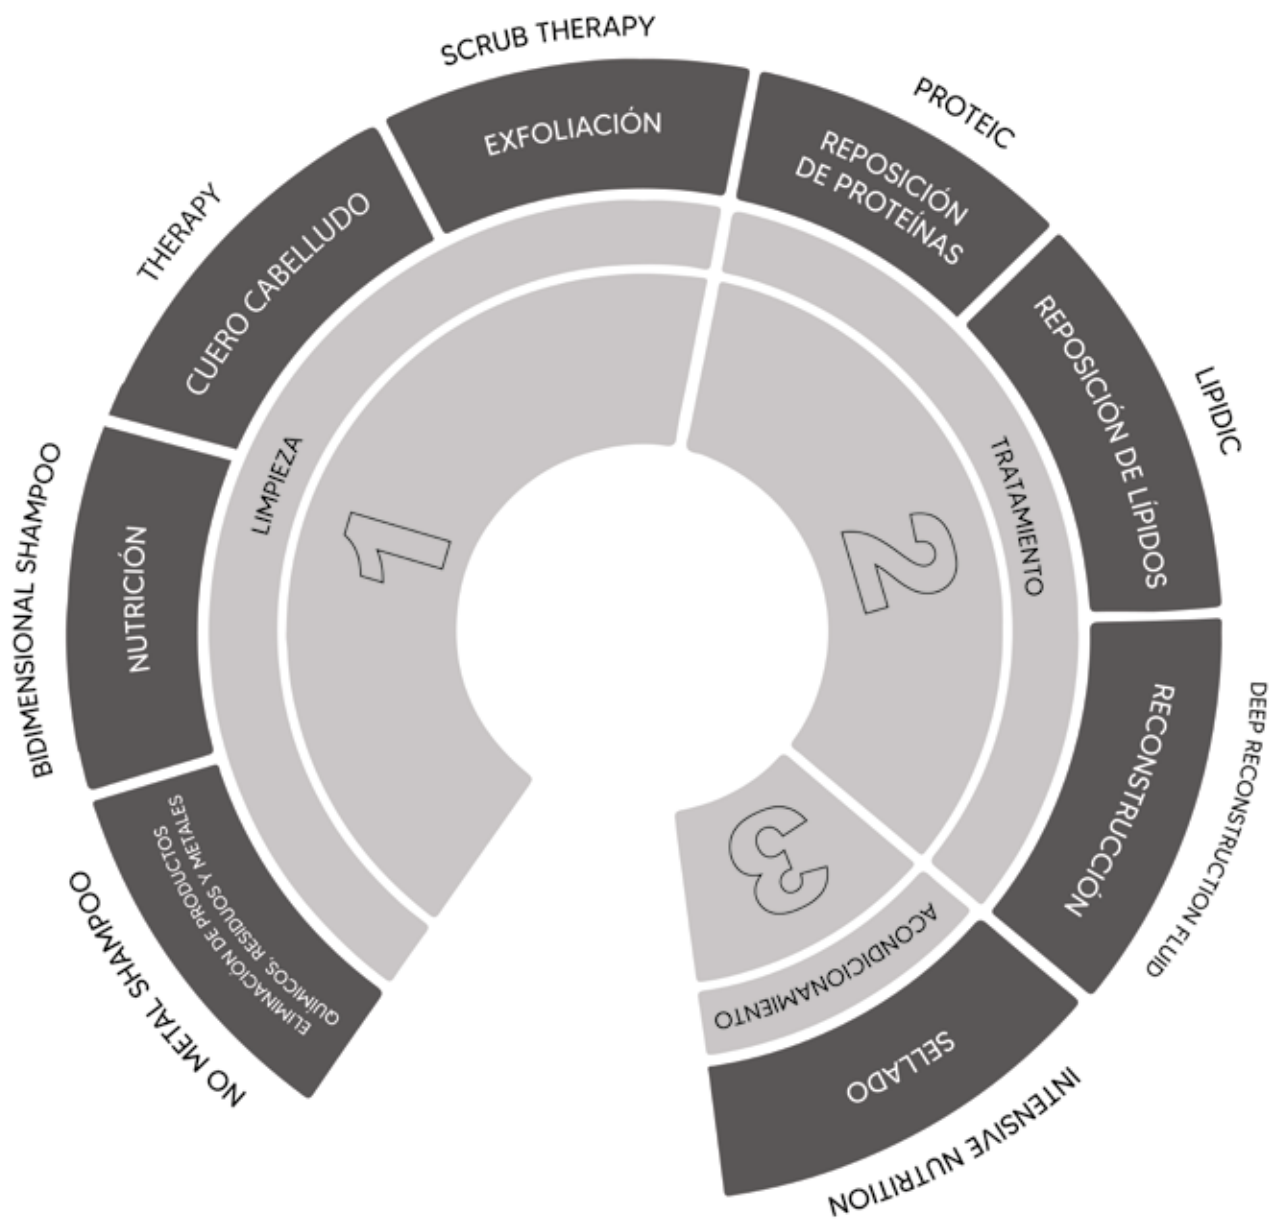 1
LIMPIEZA
NO METAL SHAMPOO
ELIMINACIÓN DE PRODUCTOS
QUÍMICOS, RESIDUOS Y METALES
BIDIMENSIONAL SHAMPOO
NUTRICIÓN
THERAPY
CUERO CABELLUDO
SCRUB THERAPY
EXFOLIACIÓN
2
TRATAMIENTO
PROTEIC
REPOSICIÓN
DE PROTEÍNAS
LIPIDIC
REPOSICIÓN DE LÍPIDOS
DEEP RECONSTRUCTION FLUID
RECONSTRUCCIÓN
3
ACONDICIONAMIENTO
SELLADO
INTENSIVE NUTRITION